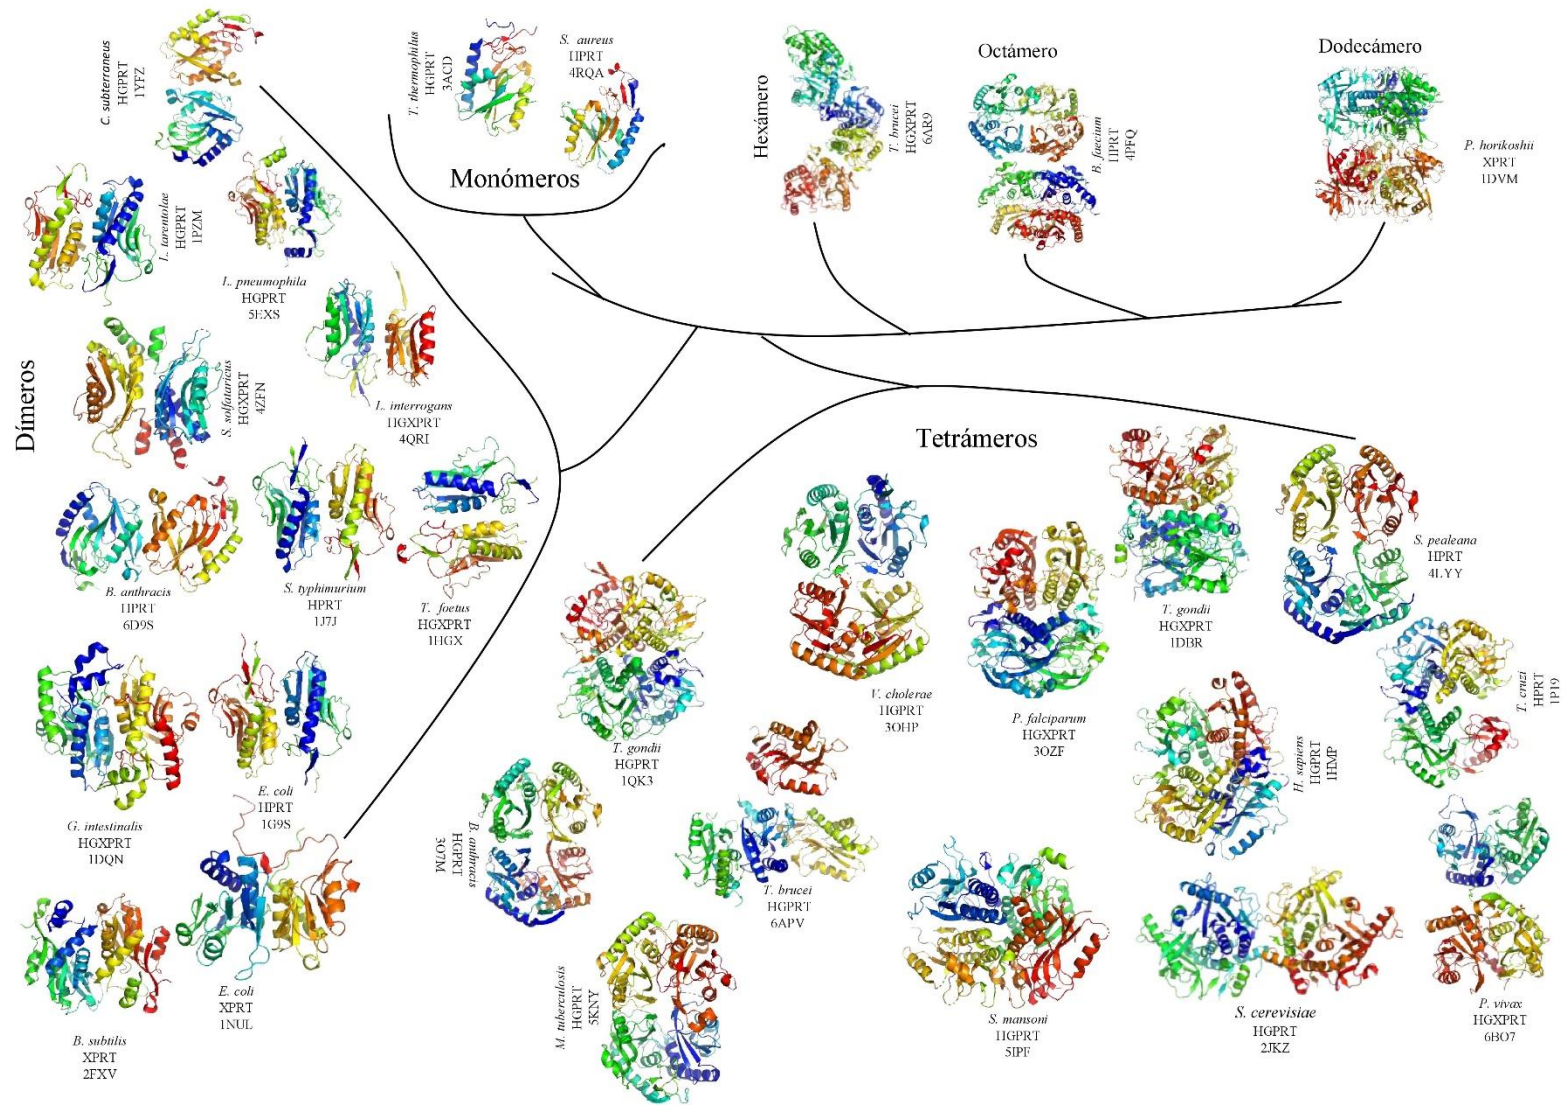 C. subterraneus
HGPRT
1YFZ
T. thermophilus
HGPRT
3ACD
S. aureus
HPRT
4RQA
Monómeros
Hexámero
T. brucei
HGXPRT
6AR9
Octámero
B. faecium
HPRT
4PFQ
Dodecámero
P. horikoshii
XPRT
1DVM
Dímeros
L. tarentolae
HGPRT
1PZM
L. pneumophila
HGPRT
5EXS
S. solfataricus
HGXPRT
4ZFN
L. interrogans
HGXPRT
4QRI
B. anthracis
HPRT
6D9S
S. typhimurium
HPRT
1J7J
T. foetus
HGXPRT
1HGX
G. intestinalis
HGXPRT
1DQN
E. coli
HPRT
1G9S
B. subtilis
XPRT
2FXV
E. coli
XPRT
1NUL
Tetrámeros
T. gondii
HGPRT
1QK3
V. cholerae
HGPRT
3OHP
P. falciparum
HGXPRT
3OZF
T. gondii
HGXPRT
1DBR
S. pealeana
HPRT
4LYY
T. cruzi
HPRT
1P19
H. sapiens
HGPRT
1HMP
B. anthracis
HGPRT
3O7M
T. brucei
HGPRT
6APV
M. tuberculosis
HGPRT
5KNY
S. mansoni
HGPRT
5IPF
S. cerevisiae
HGPRT
2JKZ
P. vivax
HGXPRT
6BO7